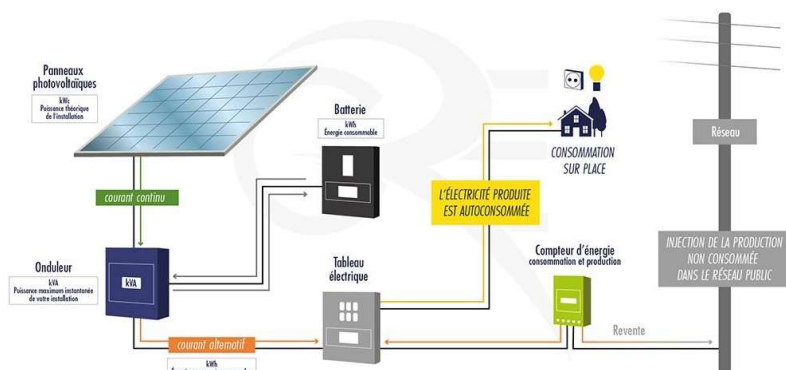 Panneaux
photovoltaïques
kWc
Puissance théorique
de l'installation
Batterie
kWh
Énergie consommable
CONSOMMATION
SUR PLACE
Réseau
courant continu
L'ÉLECTRICITÉ PRODUITE
EST AUTOCONSOMMÉE
INJECTION DE LA PRODUCTION
NON CONSOMMÉE
DANS LE RÉSEAU PUBLIC
Onduleur
kVA
Puissance maximum instantanée
de votre installation
kVA
Tableau
électrique
Compteur d'énergie
consommation et production
courant alternatif
Revente
kWh